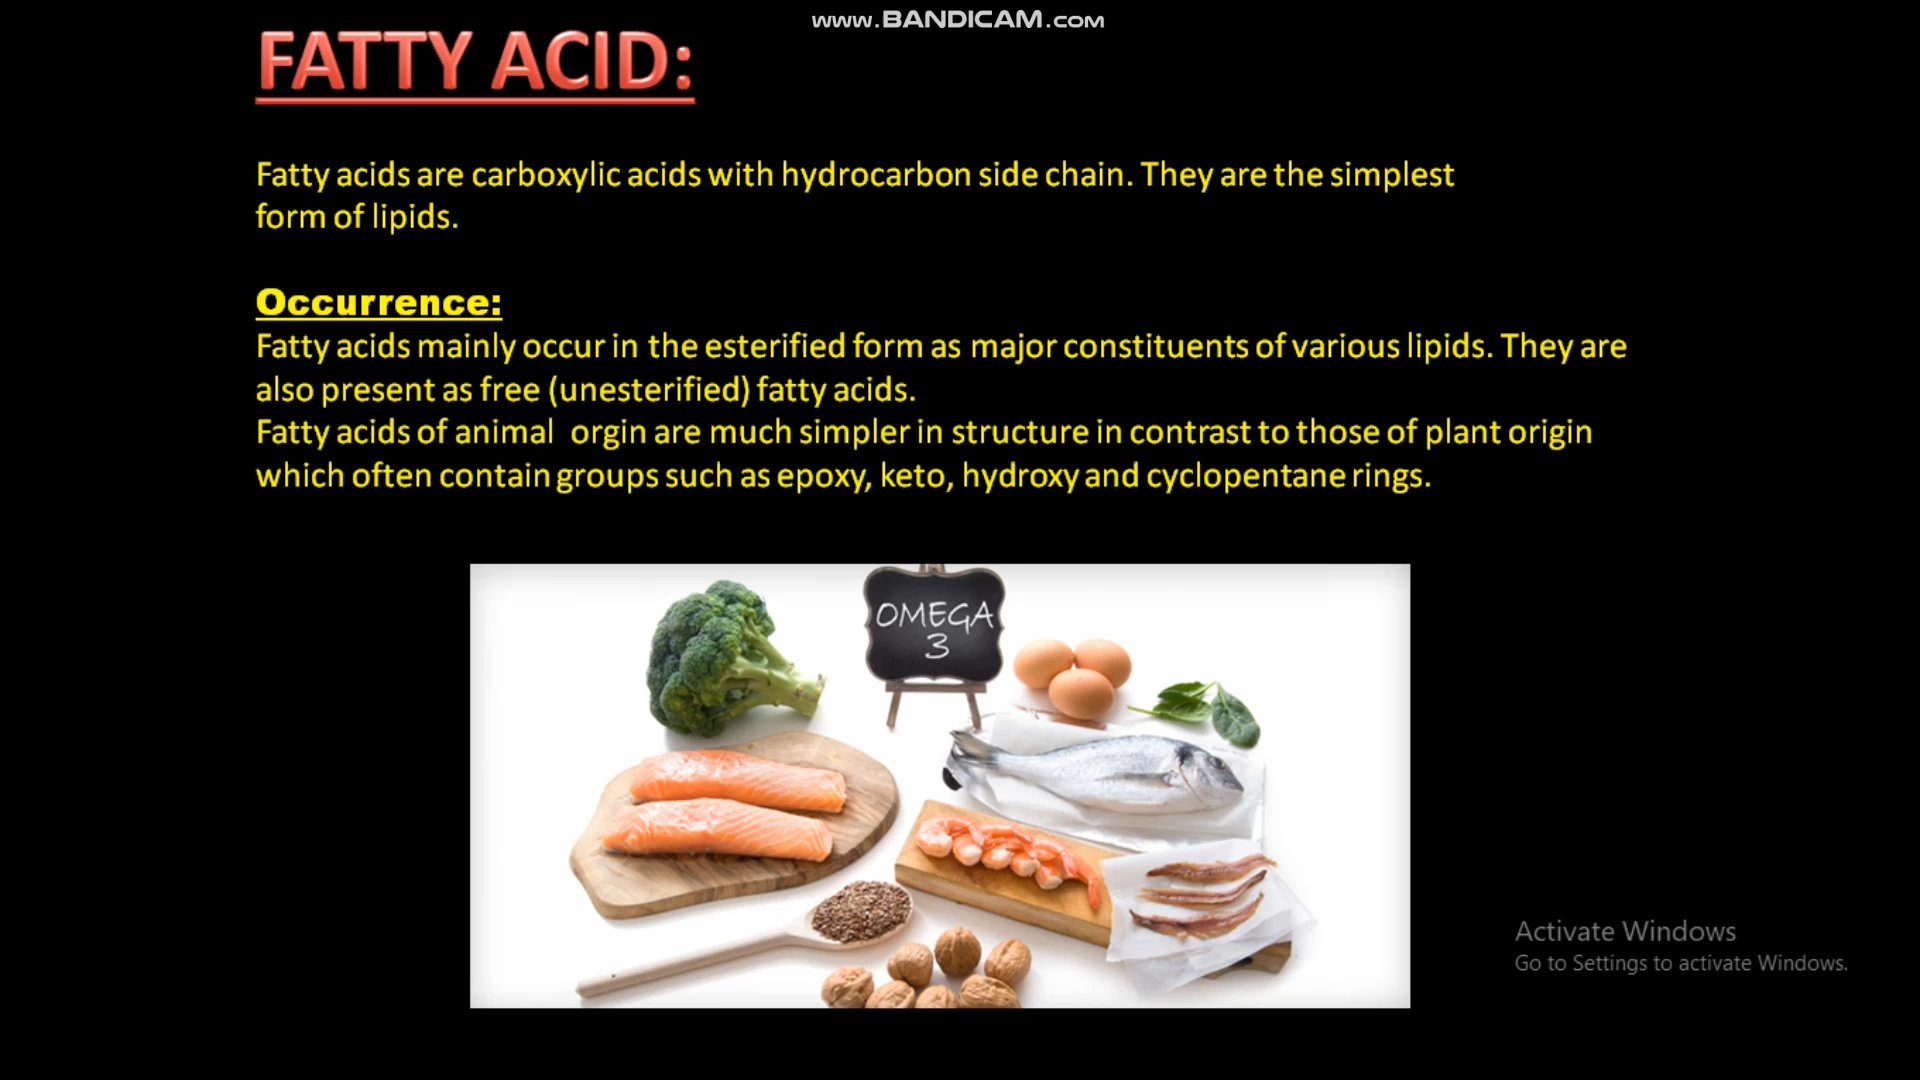 www.BANDICAM.com
FATTY ACID:
Fatty acids are carboxylic acids with hydrocarbon side chain. They are the simplest
form of lipids.
Occurrence:
Fatty acids mainly occur in the esterified form as major constituents of various lipids. They are
also present as free (unesterified) fatty acids.
Fatty acids of animal orgin are much simpler in structure in contrast to those of plant origin
which often contain groups such as epoxy, keto, hydroxy and cyclopentane rings.
OMEGA
3
Activate Windows
Go to Settings to activate Windows.